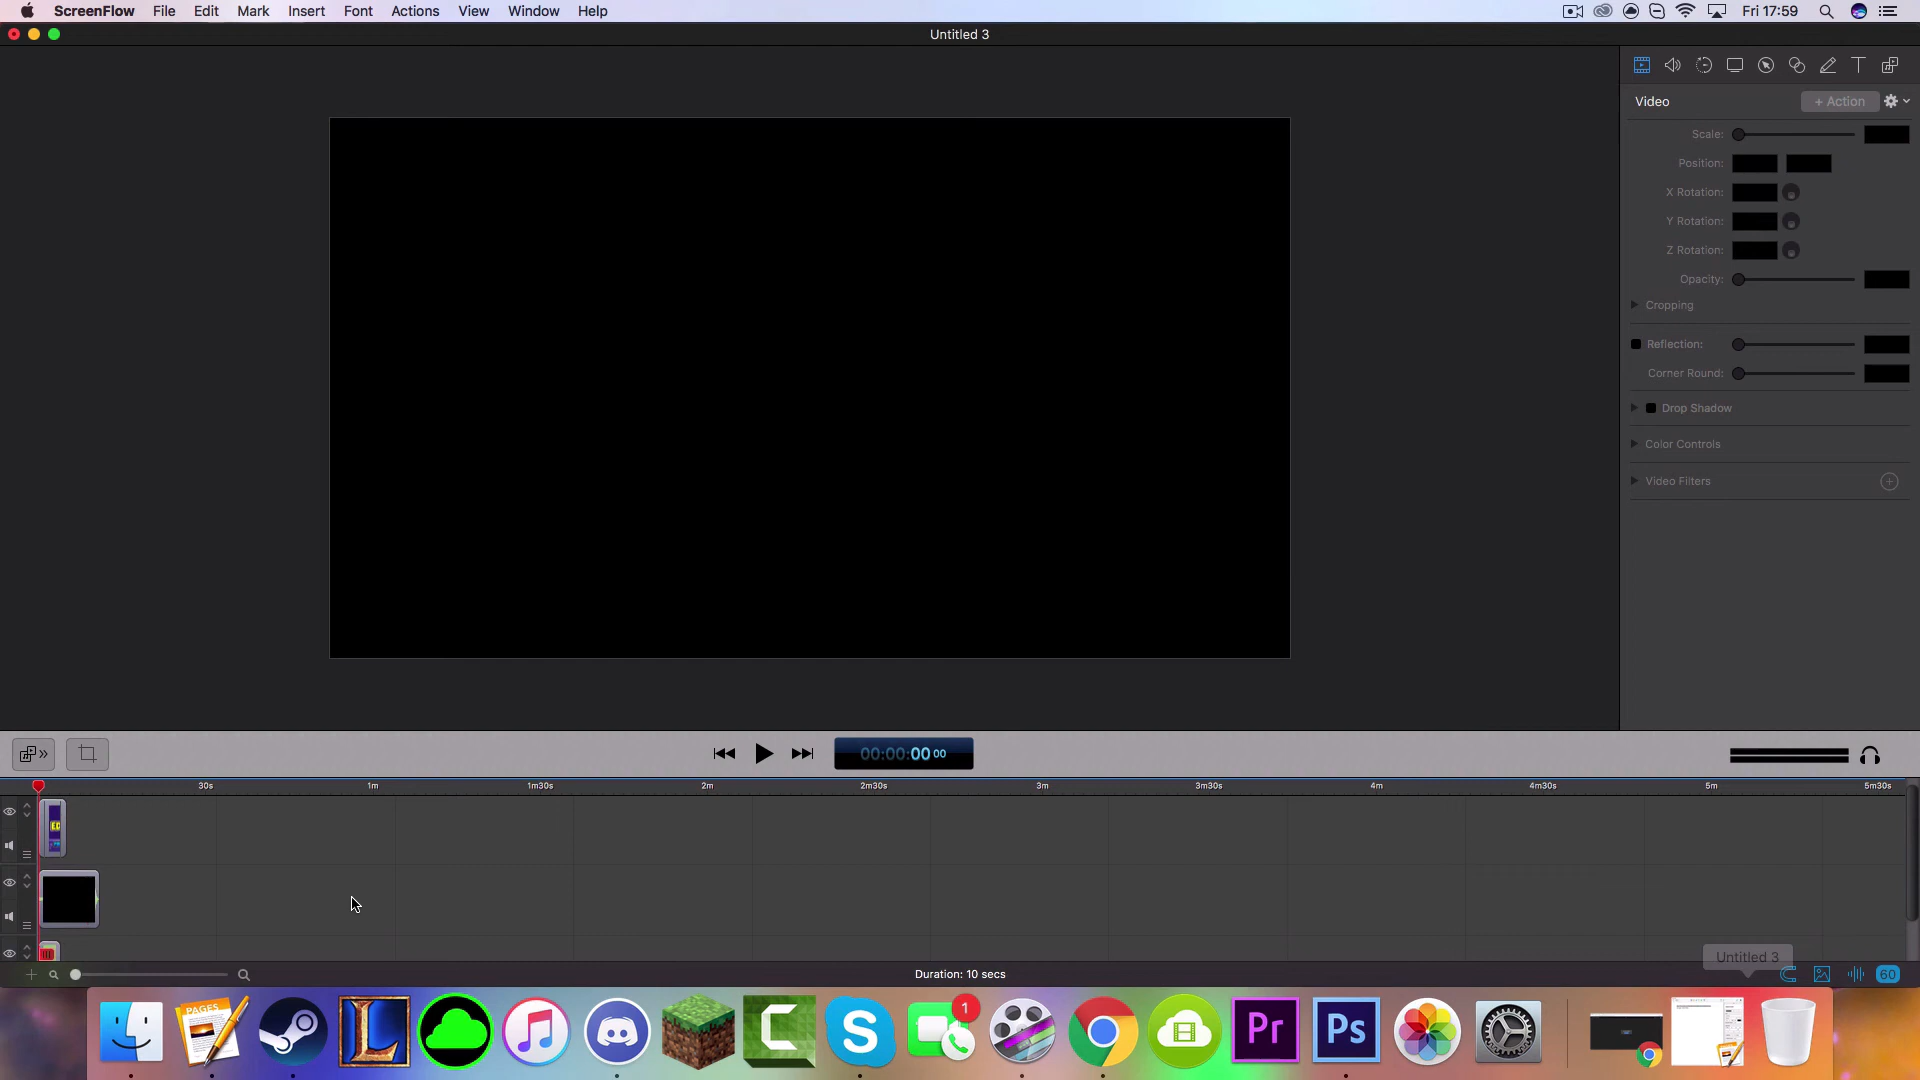 ScreenFlow File Edit Mark Insert Font Actions View Window Help Fri 17:59
Untitled 3
Video + Action
Scale:
Position:
X Rotation:
Y Rotation:
Z Rotation:
Opacity:
Cropping
Reflection:
Corner Round:
Drop Shadow
Color Controls
Video Filters
00:00:00 00
30s 1m 1m30s 2m 2m30s 3m 3m30s 4m 4m30s 5m 5m30s
Duration: 10 secs
Untitled 3
60
PAGES
L
C
S
1
Pr
Ps